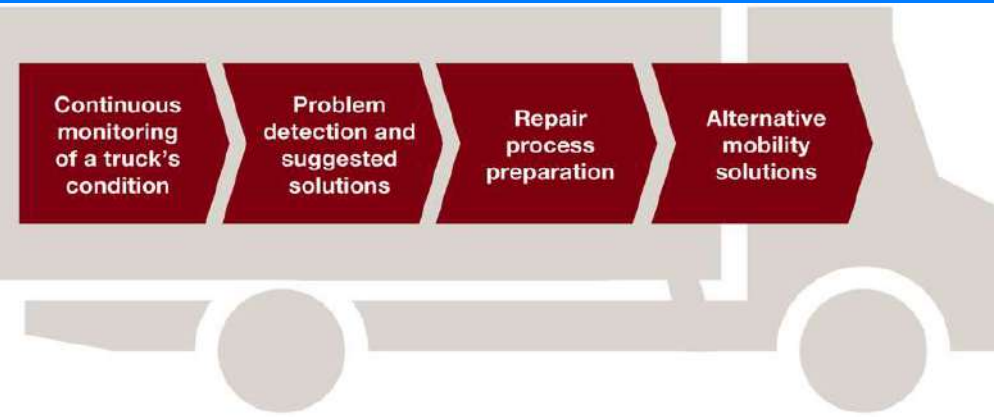 Continuous
monitoring
of a truck's
condition
Problem
detection and
suggested
solutions
Repair
process
preparation
Alternative
mobility
solutions